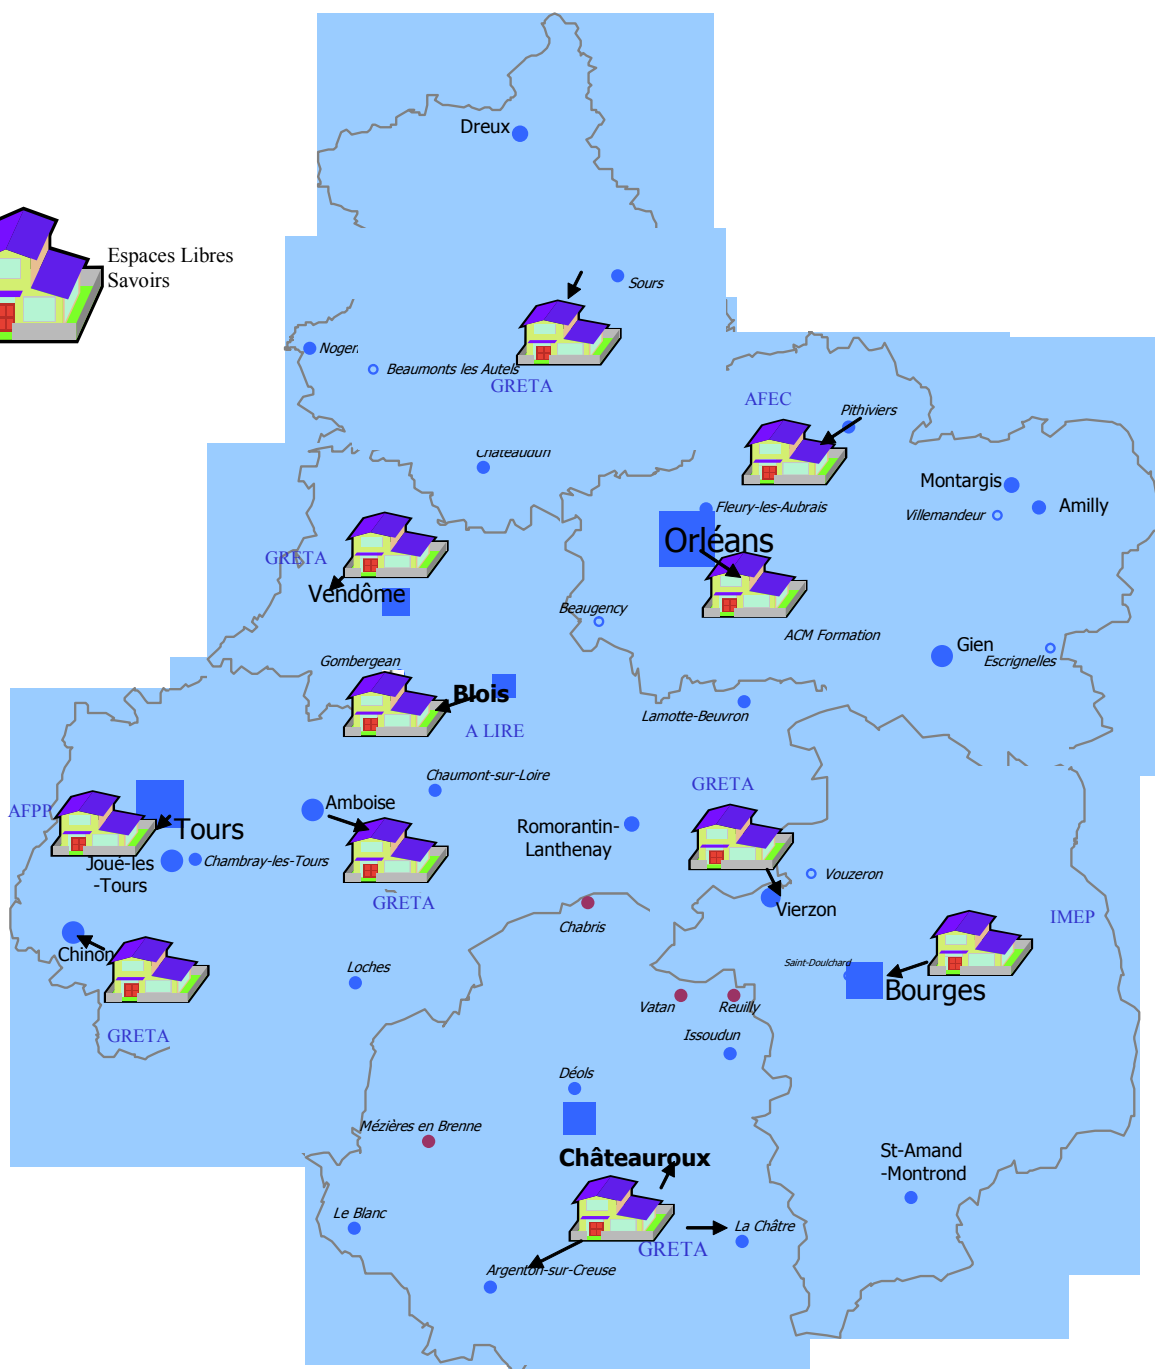 Dreux
Espaces Libres
Savoirs
Sours
Nogen
Beaumonts les Autels
GRETA
AFEC
Pithiviers
Chateaudun
Montargis
Amilly
Villemandeur
Fleury-les-Aubrais
Orléans
GRETA
Vendôme
Beaugency
ACM Formation
Gien
Escrignelles
Gombergean
Blois
A LIRE
Lamotte-Beuvron
Chaumont-sur-Loire
GRETA
AFPP
Tours
Amboise
Romorantin-
Lanthenay
Joué-les
-Tours
Chambray-les-Tours
Vouzeron
GRETA
Vierzon
IMEP
Chabris
Chinon
Loches
Saint-Doulchard
Bourges
Vatan
Reuilly
GRETA
Issoudun
Déols
Mézières en Brenne
Châteauroux
St-Amand
-Montrond
Le Blanc
La Châtre
GRETA
Argenton-sur-Creuse